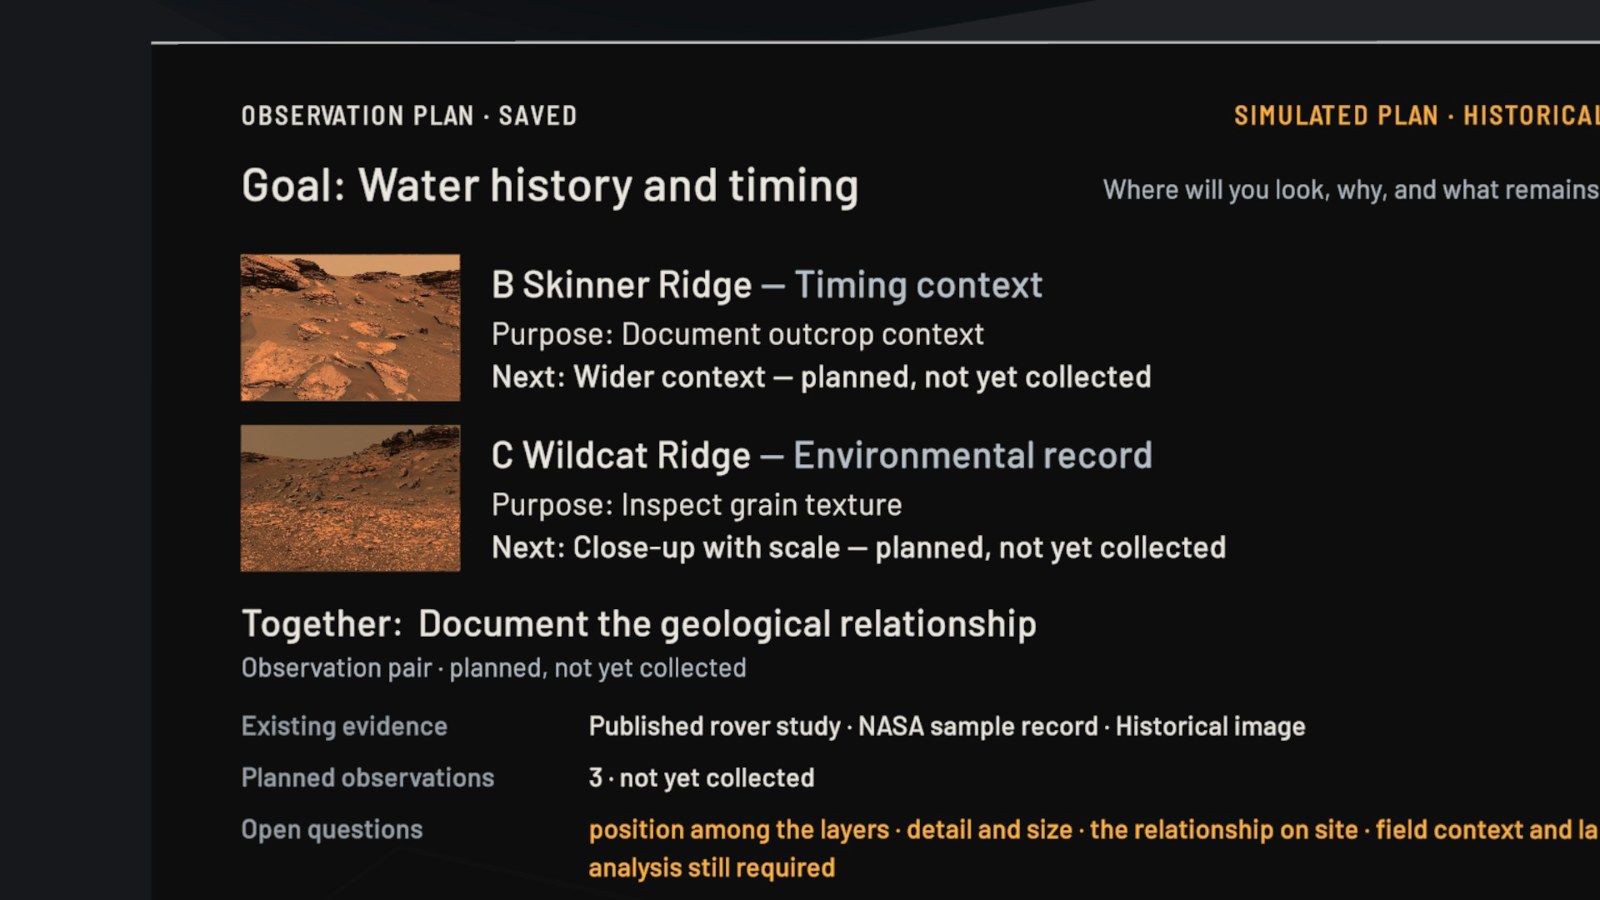 OBSERVATION PLAN · SAVED
SIMULATED PLAN · HISTORICAL
Goal: Water history and timing
Where will you look, why, and what remains
B Skinner Ridge — Timing context
Purpose: Document outcrop context
Next: Wider context — planned, not yet collected
C Wildcat Ridge — Environmental record
Purpose: Inspect grain texture
Next: Close-up with scale — planned, not yet collected
Together: Document the geological relationship
Observation pair · planned, not yet collected
Existing evidence
Published rover study · NASA sample record · Historical image
Planned observations
3 · not yet collected
Open questions
position among the layers · detail and size · the relationship on site · field context and
analysis still required